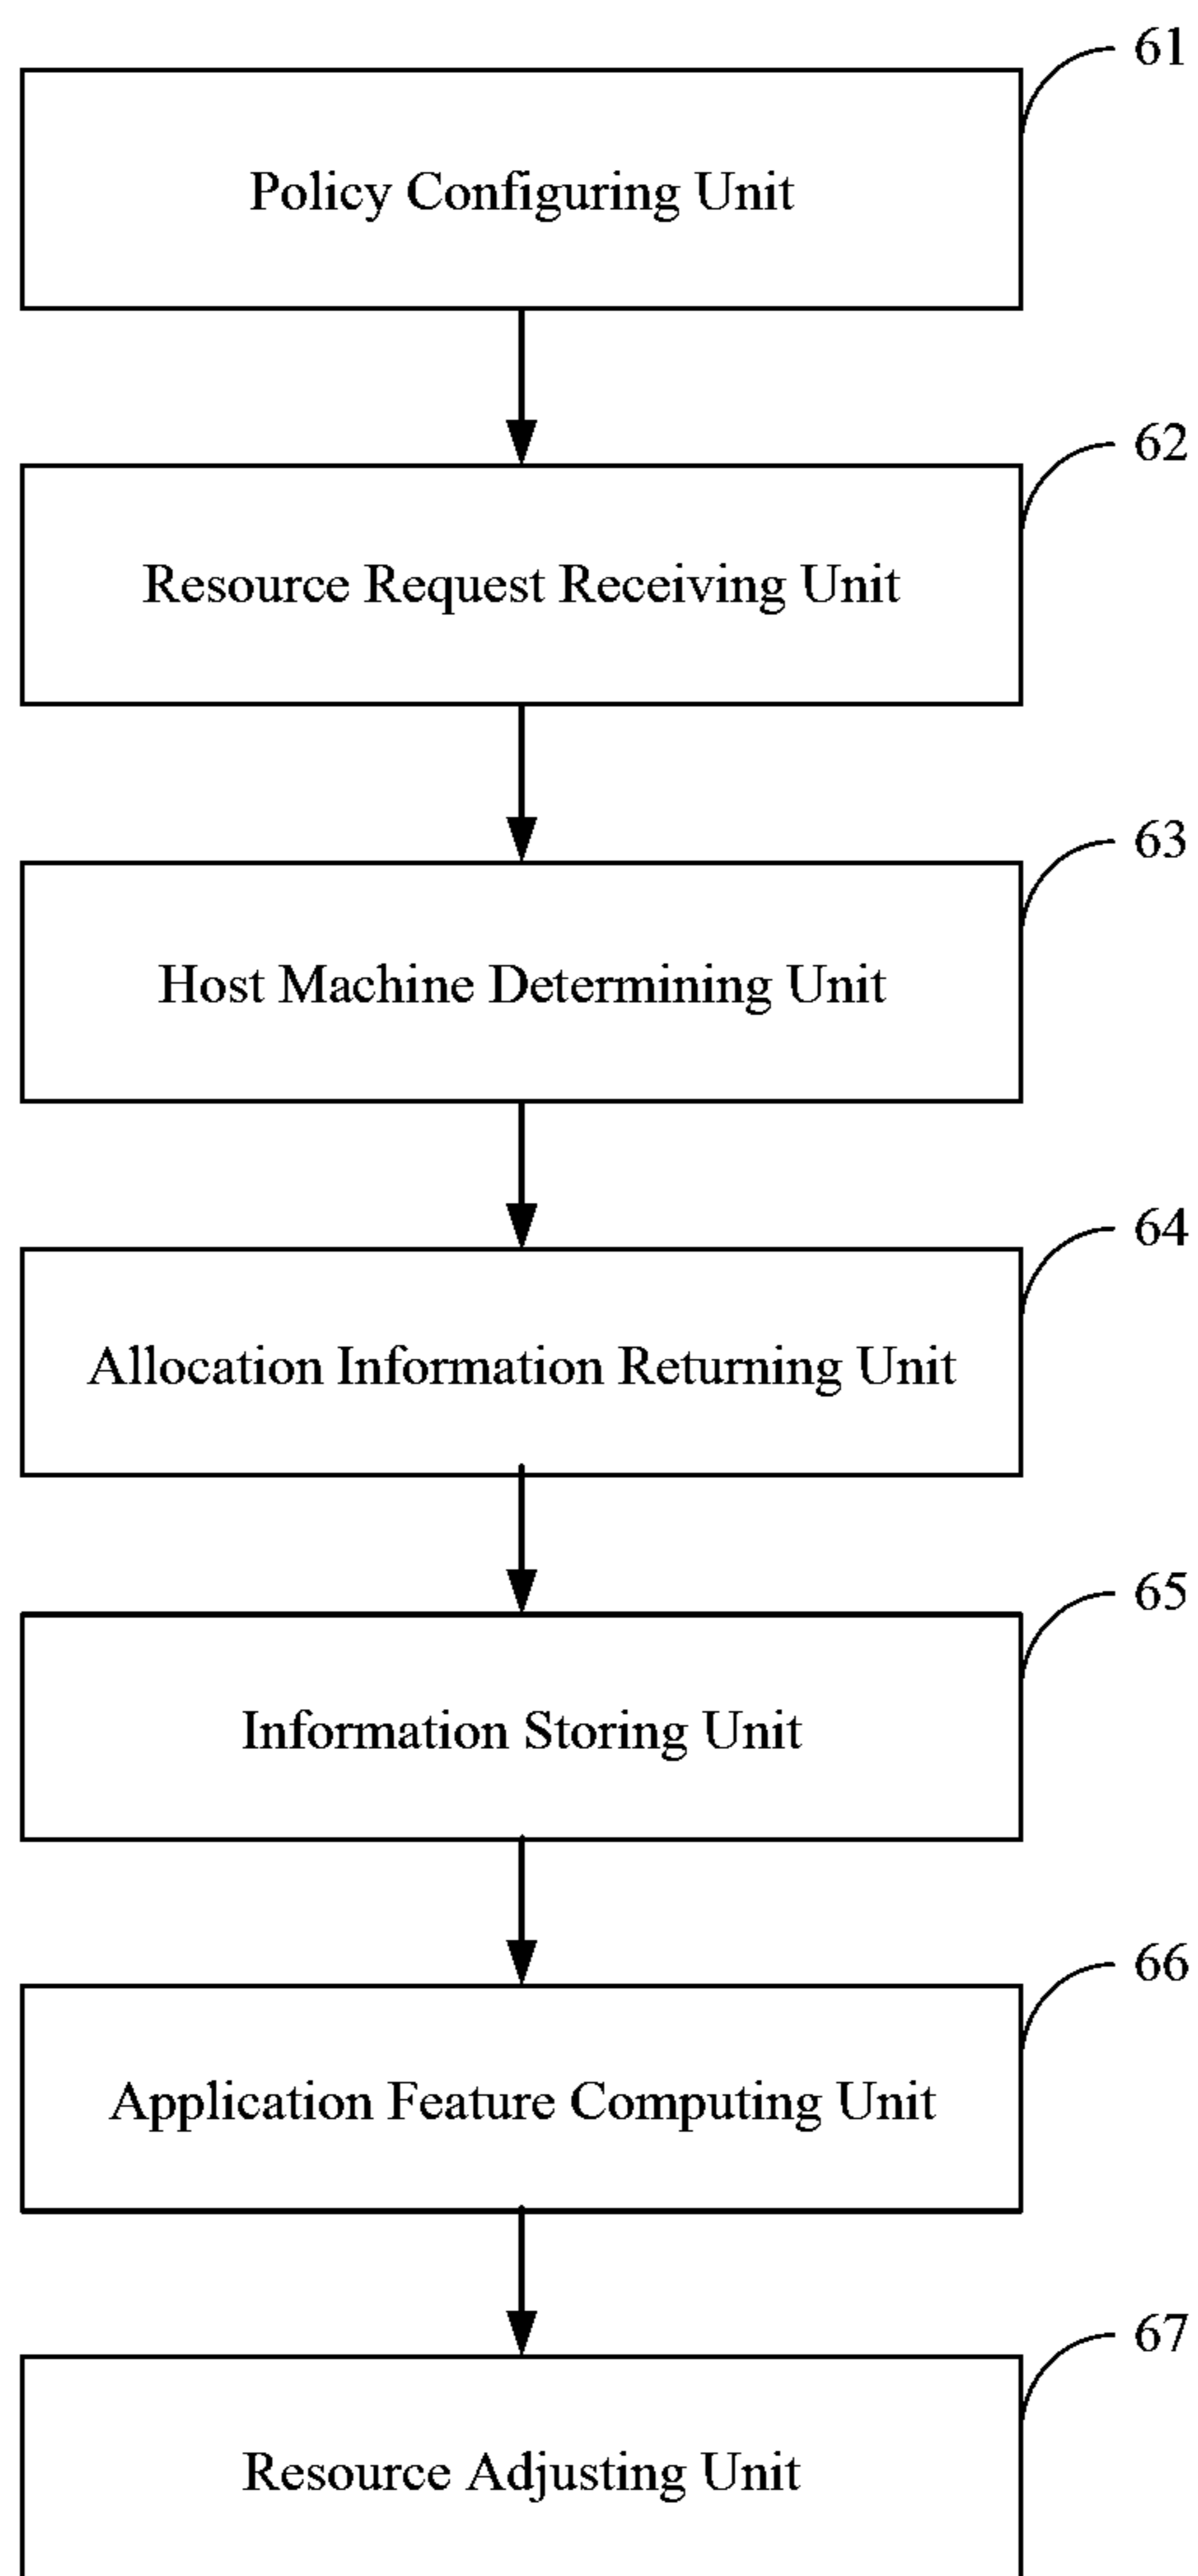 61
Policy Configuring Unit
62
Resource Request Receiving Unit
63
Host Machine Determining Unit
64
Allocation Information Returning Unit
65
Information Storing Unit
66
Application Feature Computing Unit
67
Resource Adjusting Unit